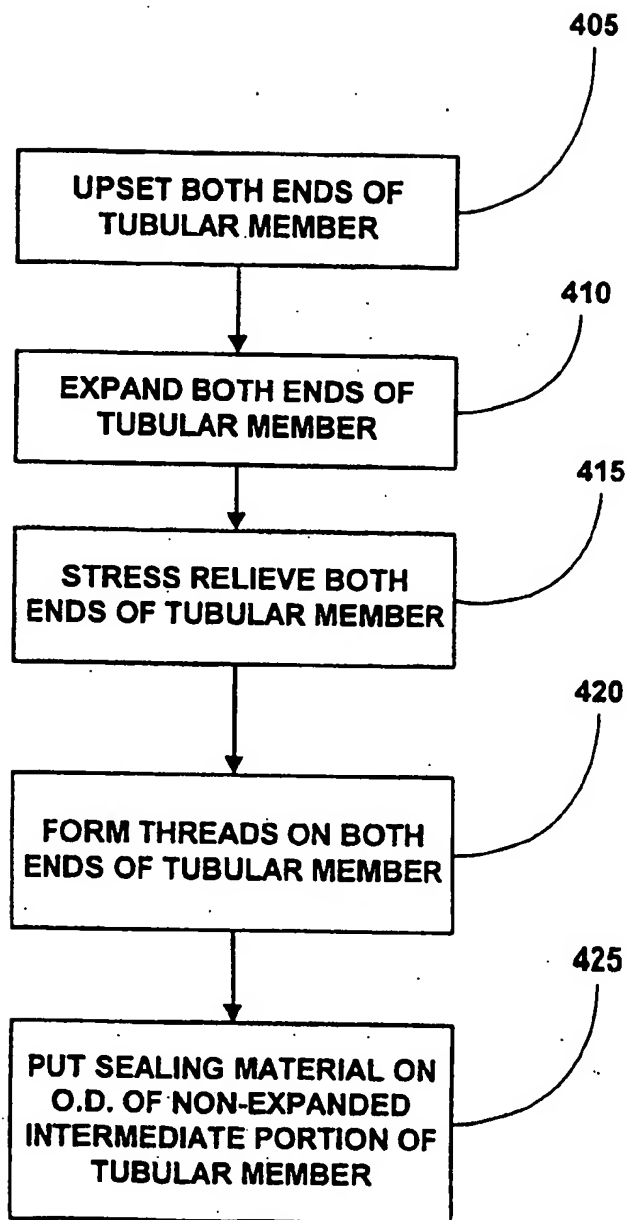 405
UPSET BOTH ENDS OF
TUBULAR MEMBER
410
EXPAND BOTH ENDS OF
TUBULAR MEMBER
415
STRESS RELIEVE BOTH
ENDS OF TUBULAR MEMBER
420
FORM THREADS ON BOTH
ENDS OF TUBULAR MEMBER
425
PUT SEALING MATERIAL ON
O.D. OF NON-EXPANDED
INTERMEDIATE PORTION OF
TUBULAR MEMBER